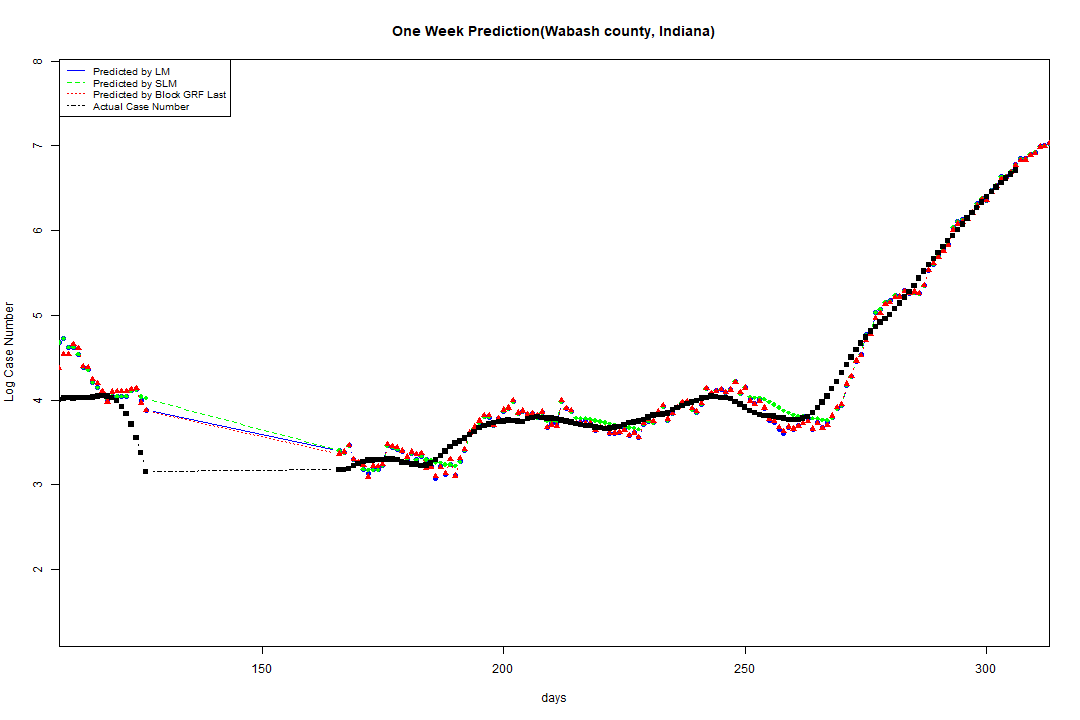 One Week Prediction(Wabash county, Indiana)
Predicted by LM
Predicted by SLM
Predicted by Block GRF Last
Actual Case Number
Log Case Number
8
7
6
5
4
3
2
150
200
250
300
days